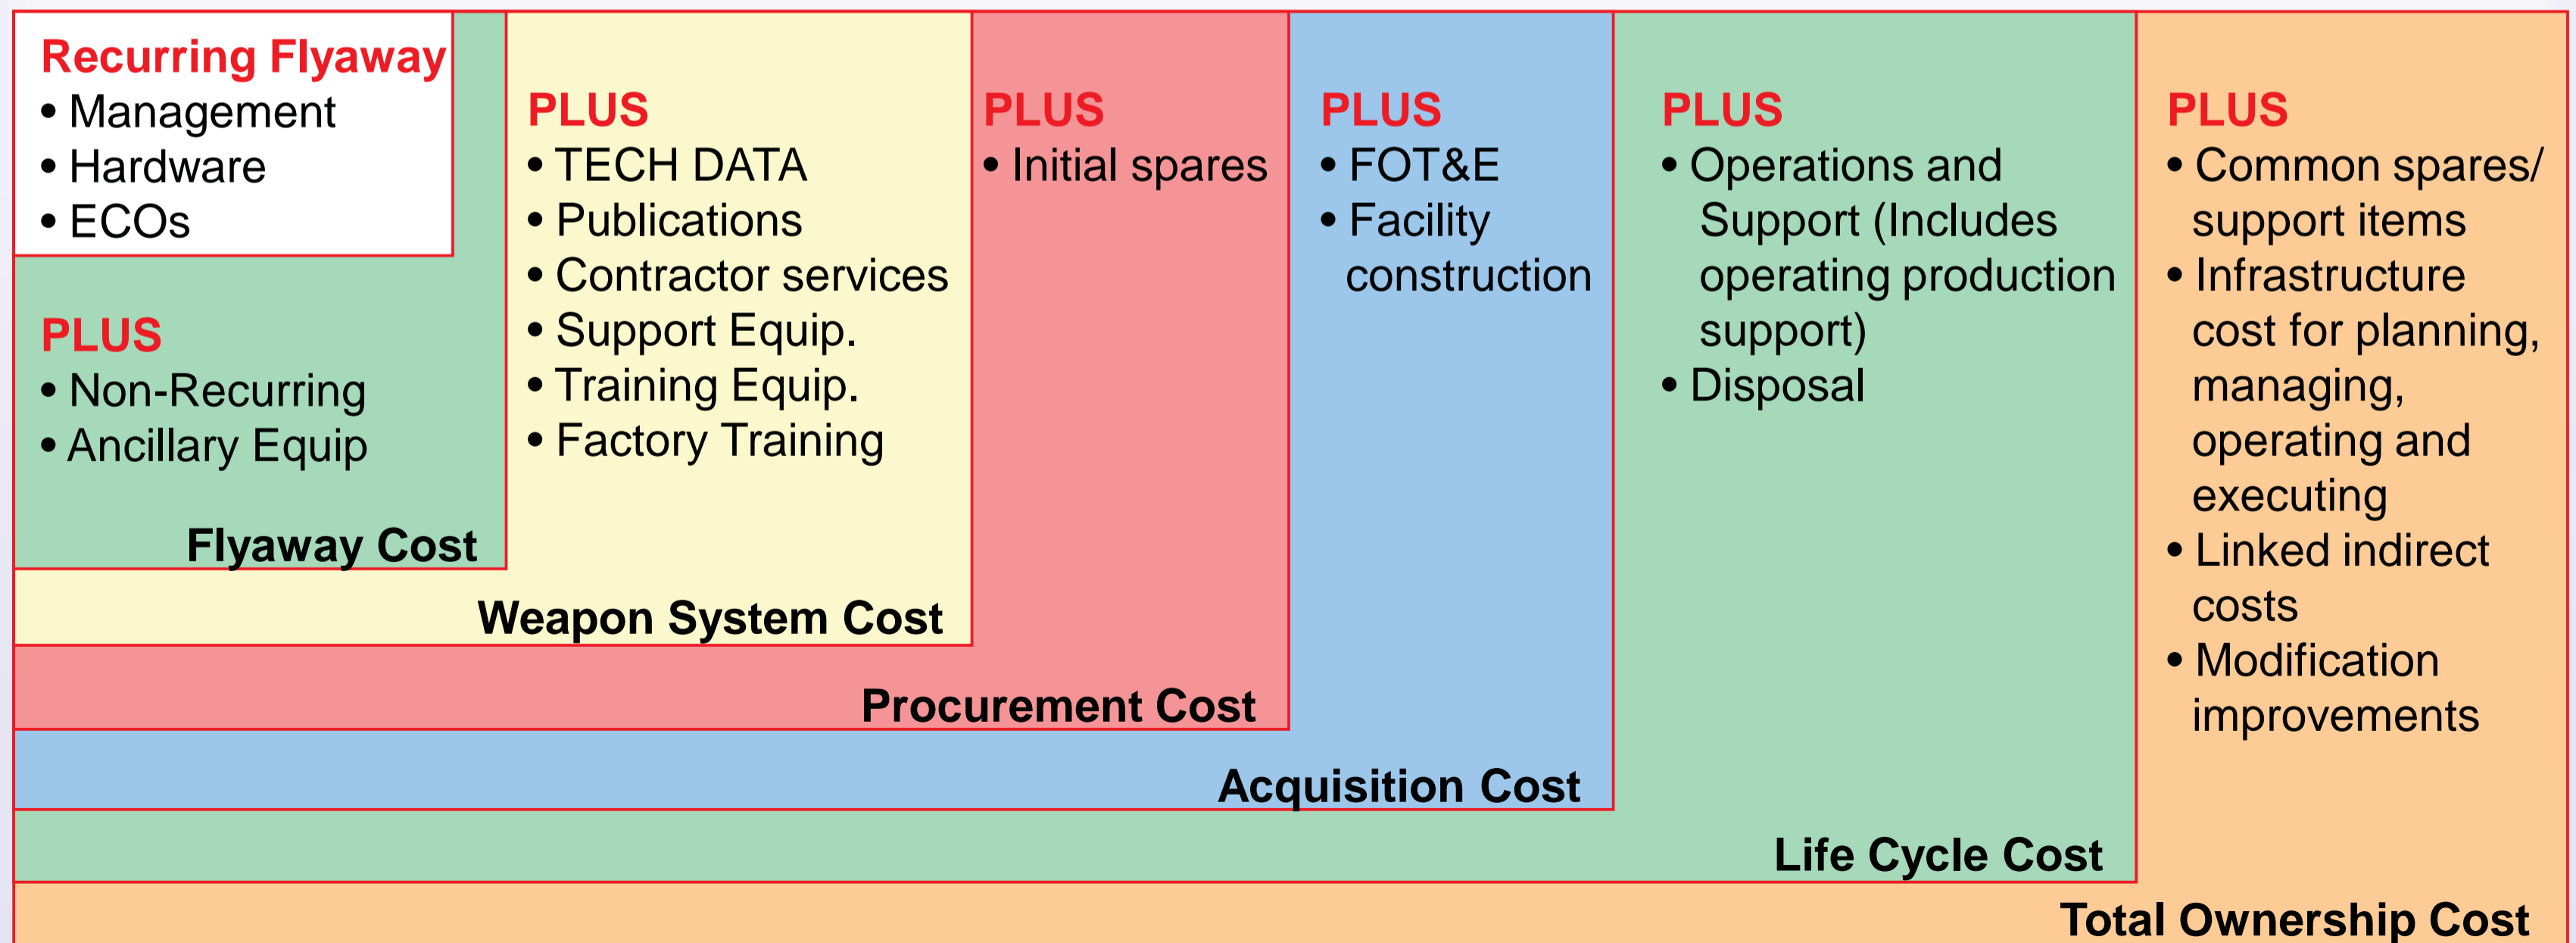 Recurring Flyaway
• Management
• Hardware
• ECOs
PLUS
• Non-Recurring
• Ancillary Equip
Flyaway Cost
PLUS
• TECH DATA
• Publications
• Contractor services
• Support Equip.
• Training Equip.
• Factory Training
Weapon System Cost
PLUS
• Initial spares
Procurement Cost
PLUS
• FOT&E
• Facility
construction
Acquisition Cost
PLUS
• Operations and
Support (Includes
operating production
support)
• Disposal
Life Cycle Cost
PLUS
• Common spares/
support items
• Infrastructure
cost for planning,
managing,
operating and
executing
• Linked indirect
costs
• Modification
improvements
Total Ownership Cost